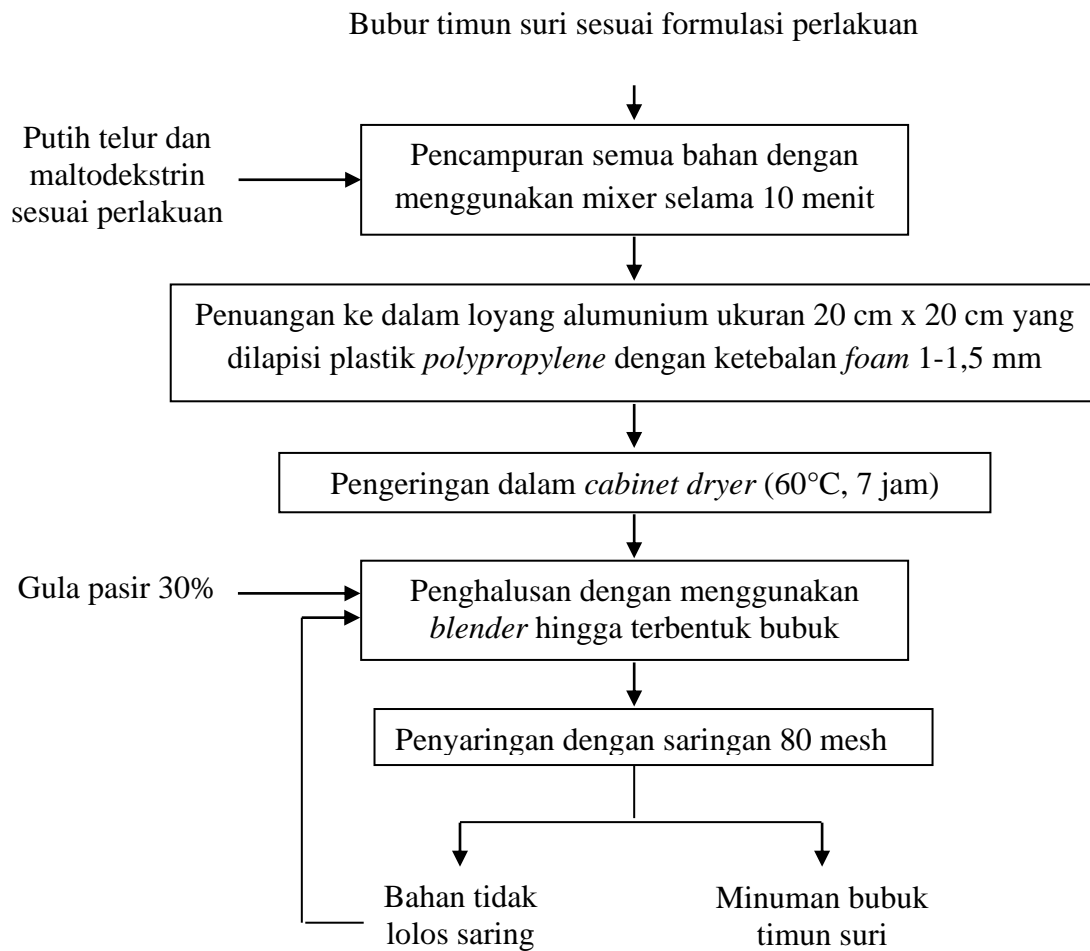 Bubur timun suri sesuai formulasi perlakuan
Putih telur dan
maltodekstrin
sesuai perlakuan
Pencampuran semua bahan dengan
menggunakan mixer selama 10 menit
Penuangan ke dalam loyang alumunium ukuran 20 cm x 20 cm yang
dilapisi plastik polypropylene dengan ketebalan foam 1-1,5 mm
Pengeringan dalam cabinet dryer (60°C, 7 jam)
Gula pasir 30%
Penghalusan dengan menggunakan
blender hingga terbentuk bubuk
Penyaringan dengan saringan 80 mesh
Bahan tidak
lolos saring
Minuman bubuk
timun suri